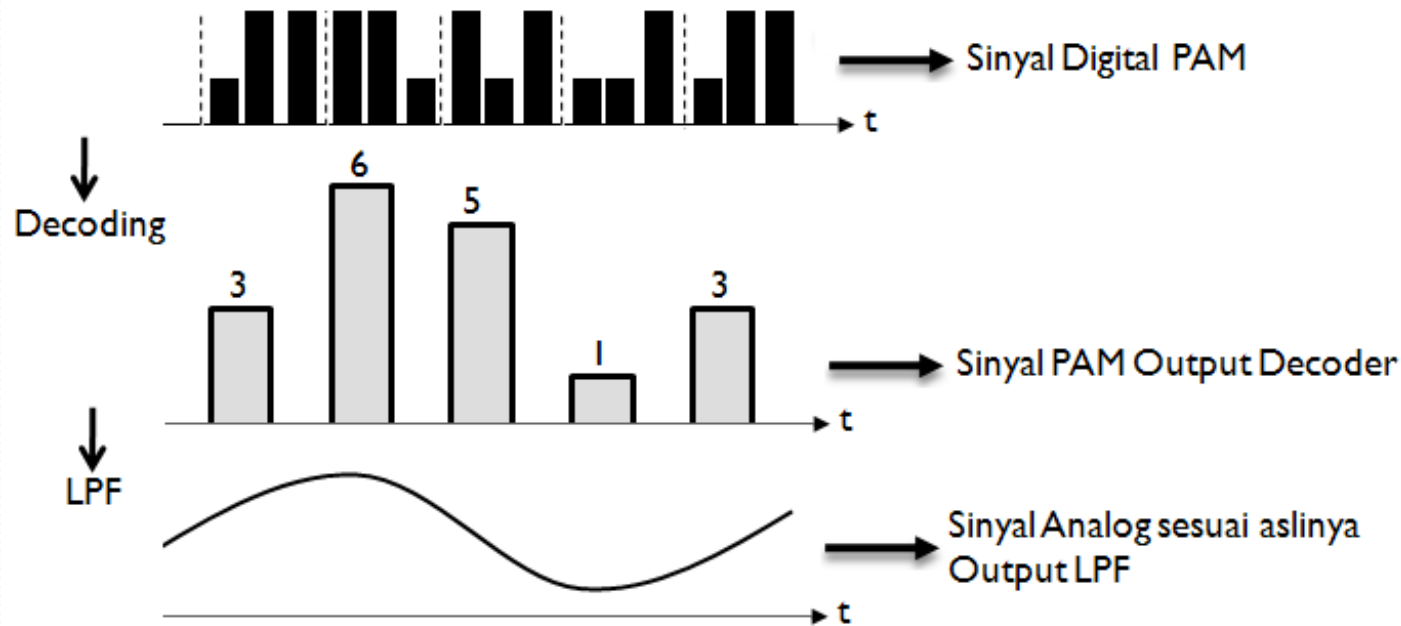 Sinyal Digital PAM
t
Decoding
3
6
5
1
3
Sinyal PAM Output Decoder
t
LPF
Sinyal Analog sesuai aslinya
Output LPF
t